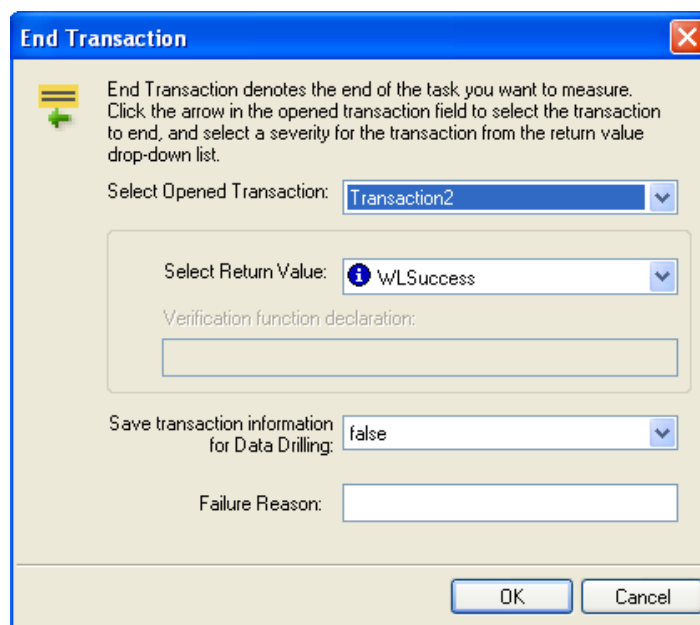 End Transaction
End Transaction denotes the end of the task you want to measure.
Click the arrow in the opened transaction field to select the transaction
to end, and select a severity for the transaction from the return value
drop-down list.
Select Opened Transaction: Transaction2
Select Return Value: WLSuccess
Verification function declaration:
Save transaction information
for Data Drilling: false
Failure Reason:
OK Cancel